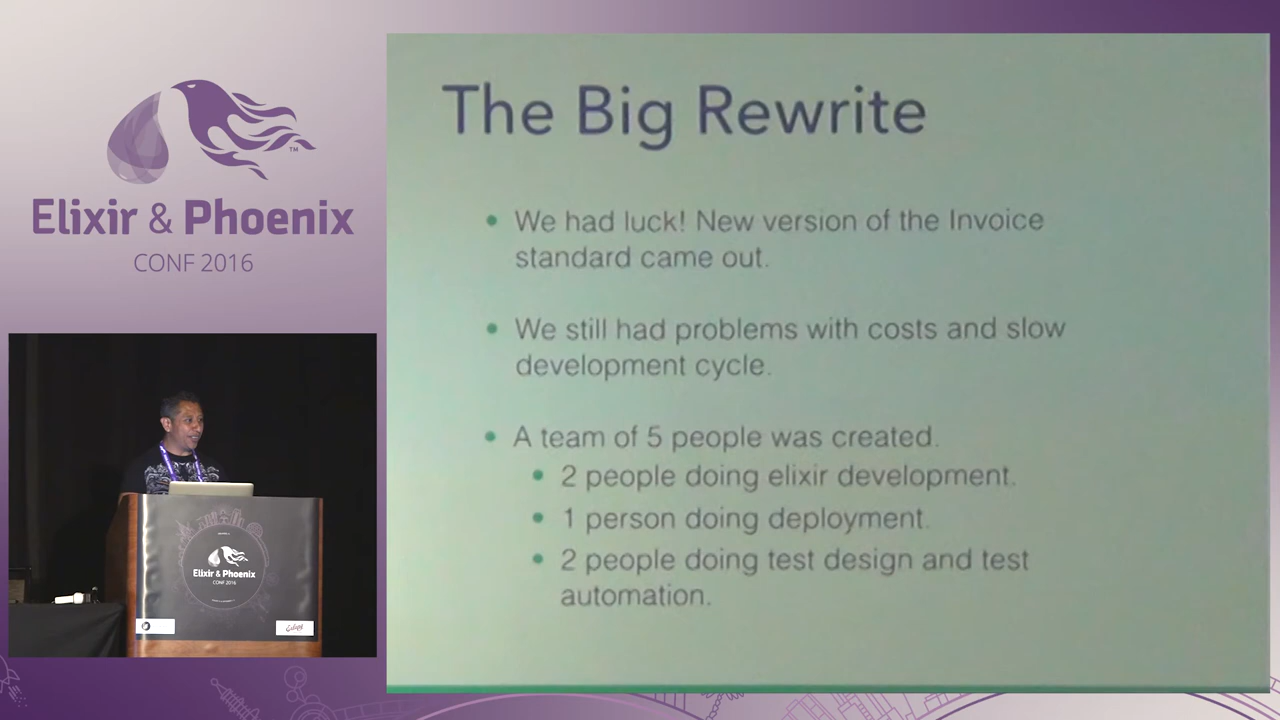 Elixir & Phoenix
CONF 2016
TM
The Big Rewrite
• We had luck! New version of the Invoice
standard came out.
• We still had problems with costs and slow
development cycle.
• A team of 5 people was created.
• 2 people doing elixir development.
• 1 person doing deployment.
• 2 people doing test design and test
automation.
Elixir & Phoenix
CONF 2016